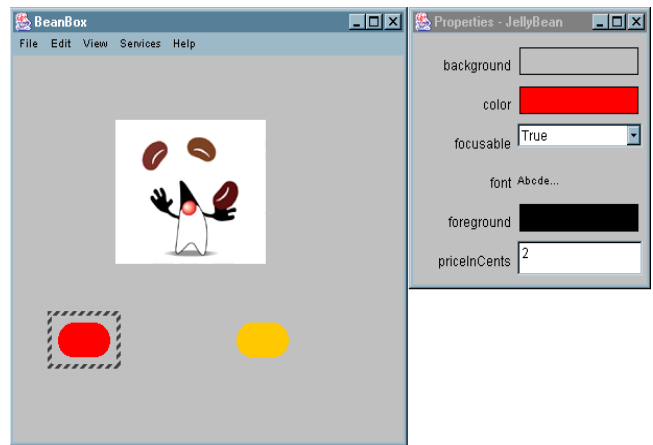 BeanBox
File Edit View Services Help
Properties - JellyBean
background
color
focusable True
font Abcde...
foreground
priceInCents 2